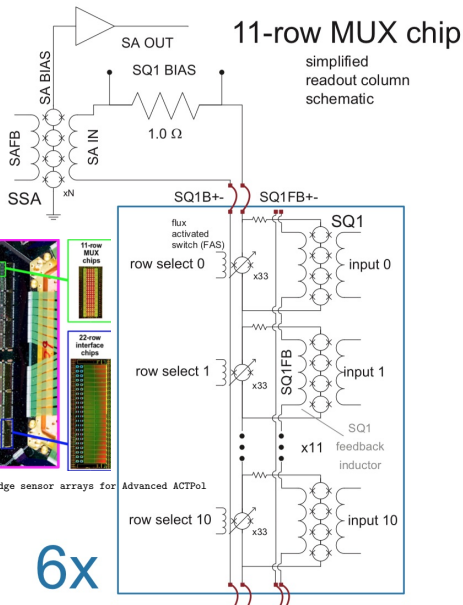 11-row MUX chip
simplified
readout column
schematic
SA OUT
SA BIAS
SQ1 BIAS
1.0 Ω
SAFB
SA IN
SSA
xN
SQ1B+-
SQ1FB+-
flux
activated
switch (FAS)
SQ1
row select 0
x33
input 0
11-row
MUX
chips
22-row
interface
chips
row select 1
x33
SQ1FB
input 1
SQ1
feedback
inductor
x11
dge sensor arrays for Advanced ACTPol
row select 10
x33
input 10
6x